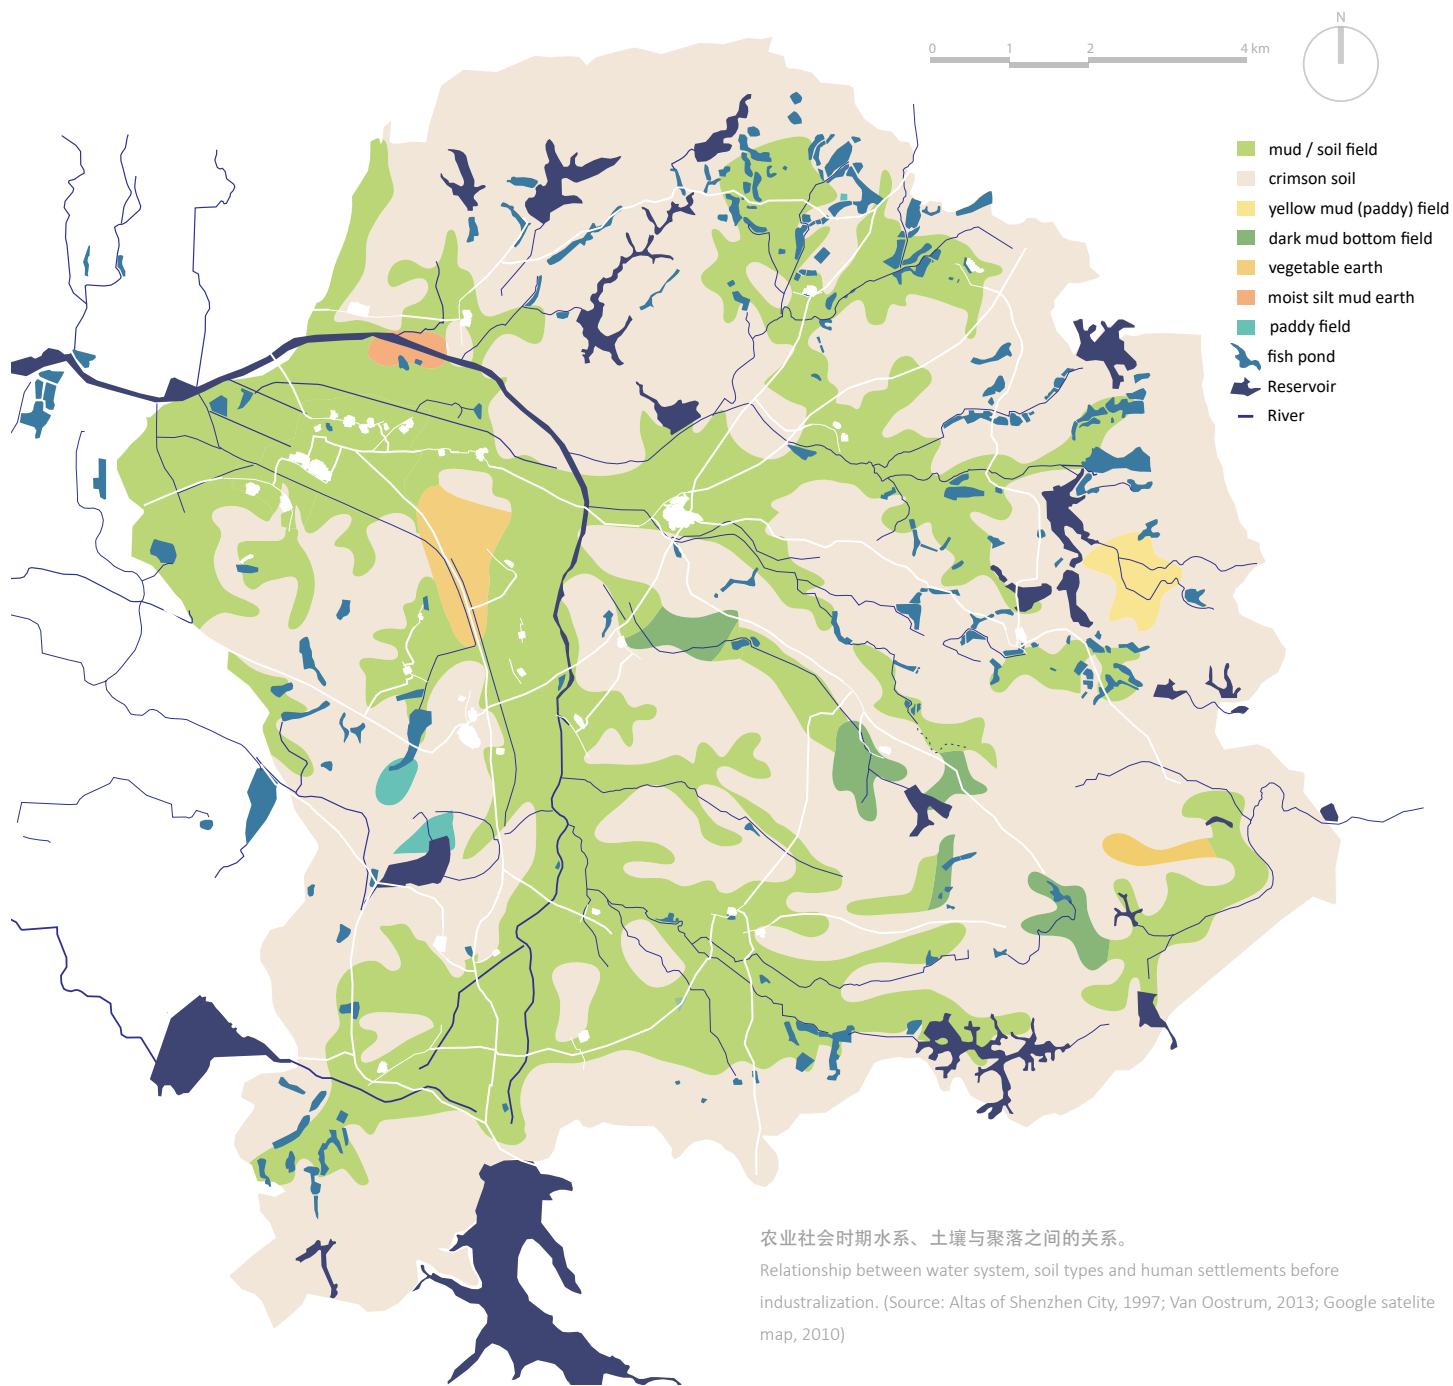 N
0 1 2 4 km
mud / soil field
crimson soil
yellow mud (paddy) field
dark mud bottom field
vegetable earth
moist silt mud earth
paddy field
fish pond
Reservoir
River
农业社会时期水系、土壤与聚落之间的关系。
Relationship between water system, soil types and human settlements before
industralization. (Source: Altas of Shenzhen City, 1997; Van Oostrum, 2013; Google satelite
map, 2010)